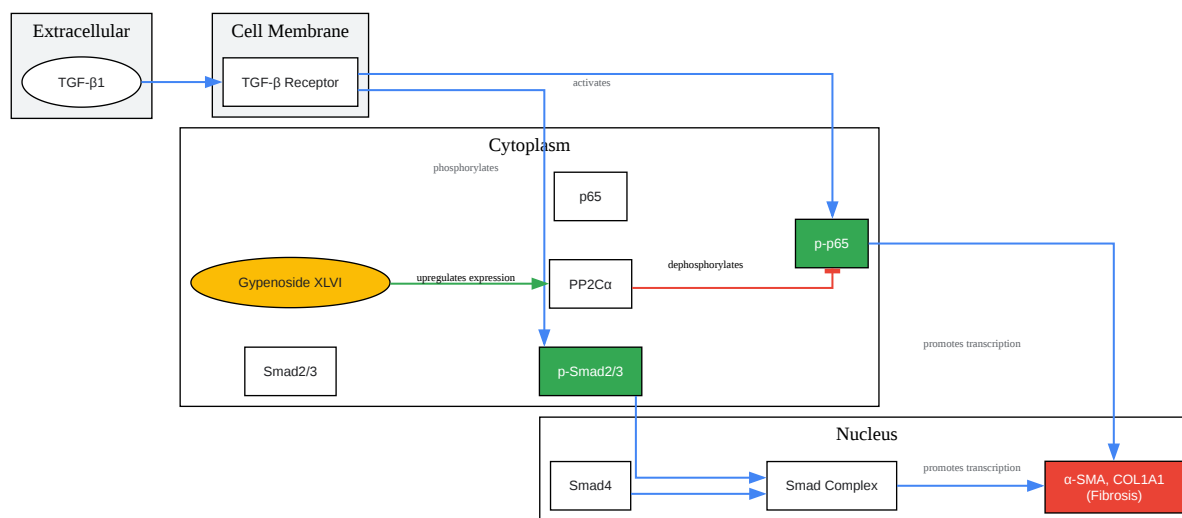 Extracellular
Cell Membrane
TGF-β1
TGF-β Receptor
activates
Cytoplasm
phosphorylates
p65
p-p65
dephosphorylates
Gypenoside XLVI
upregulates expression
PP2Cα
promotes transcription
Smad2/3
p-Smad2/3
Nucleus
promotes transcription
Smad4
Smad Complex
α-SMA, COL1A1
(Fibrosis)